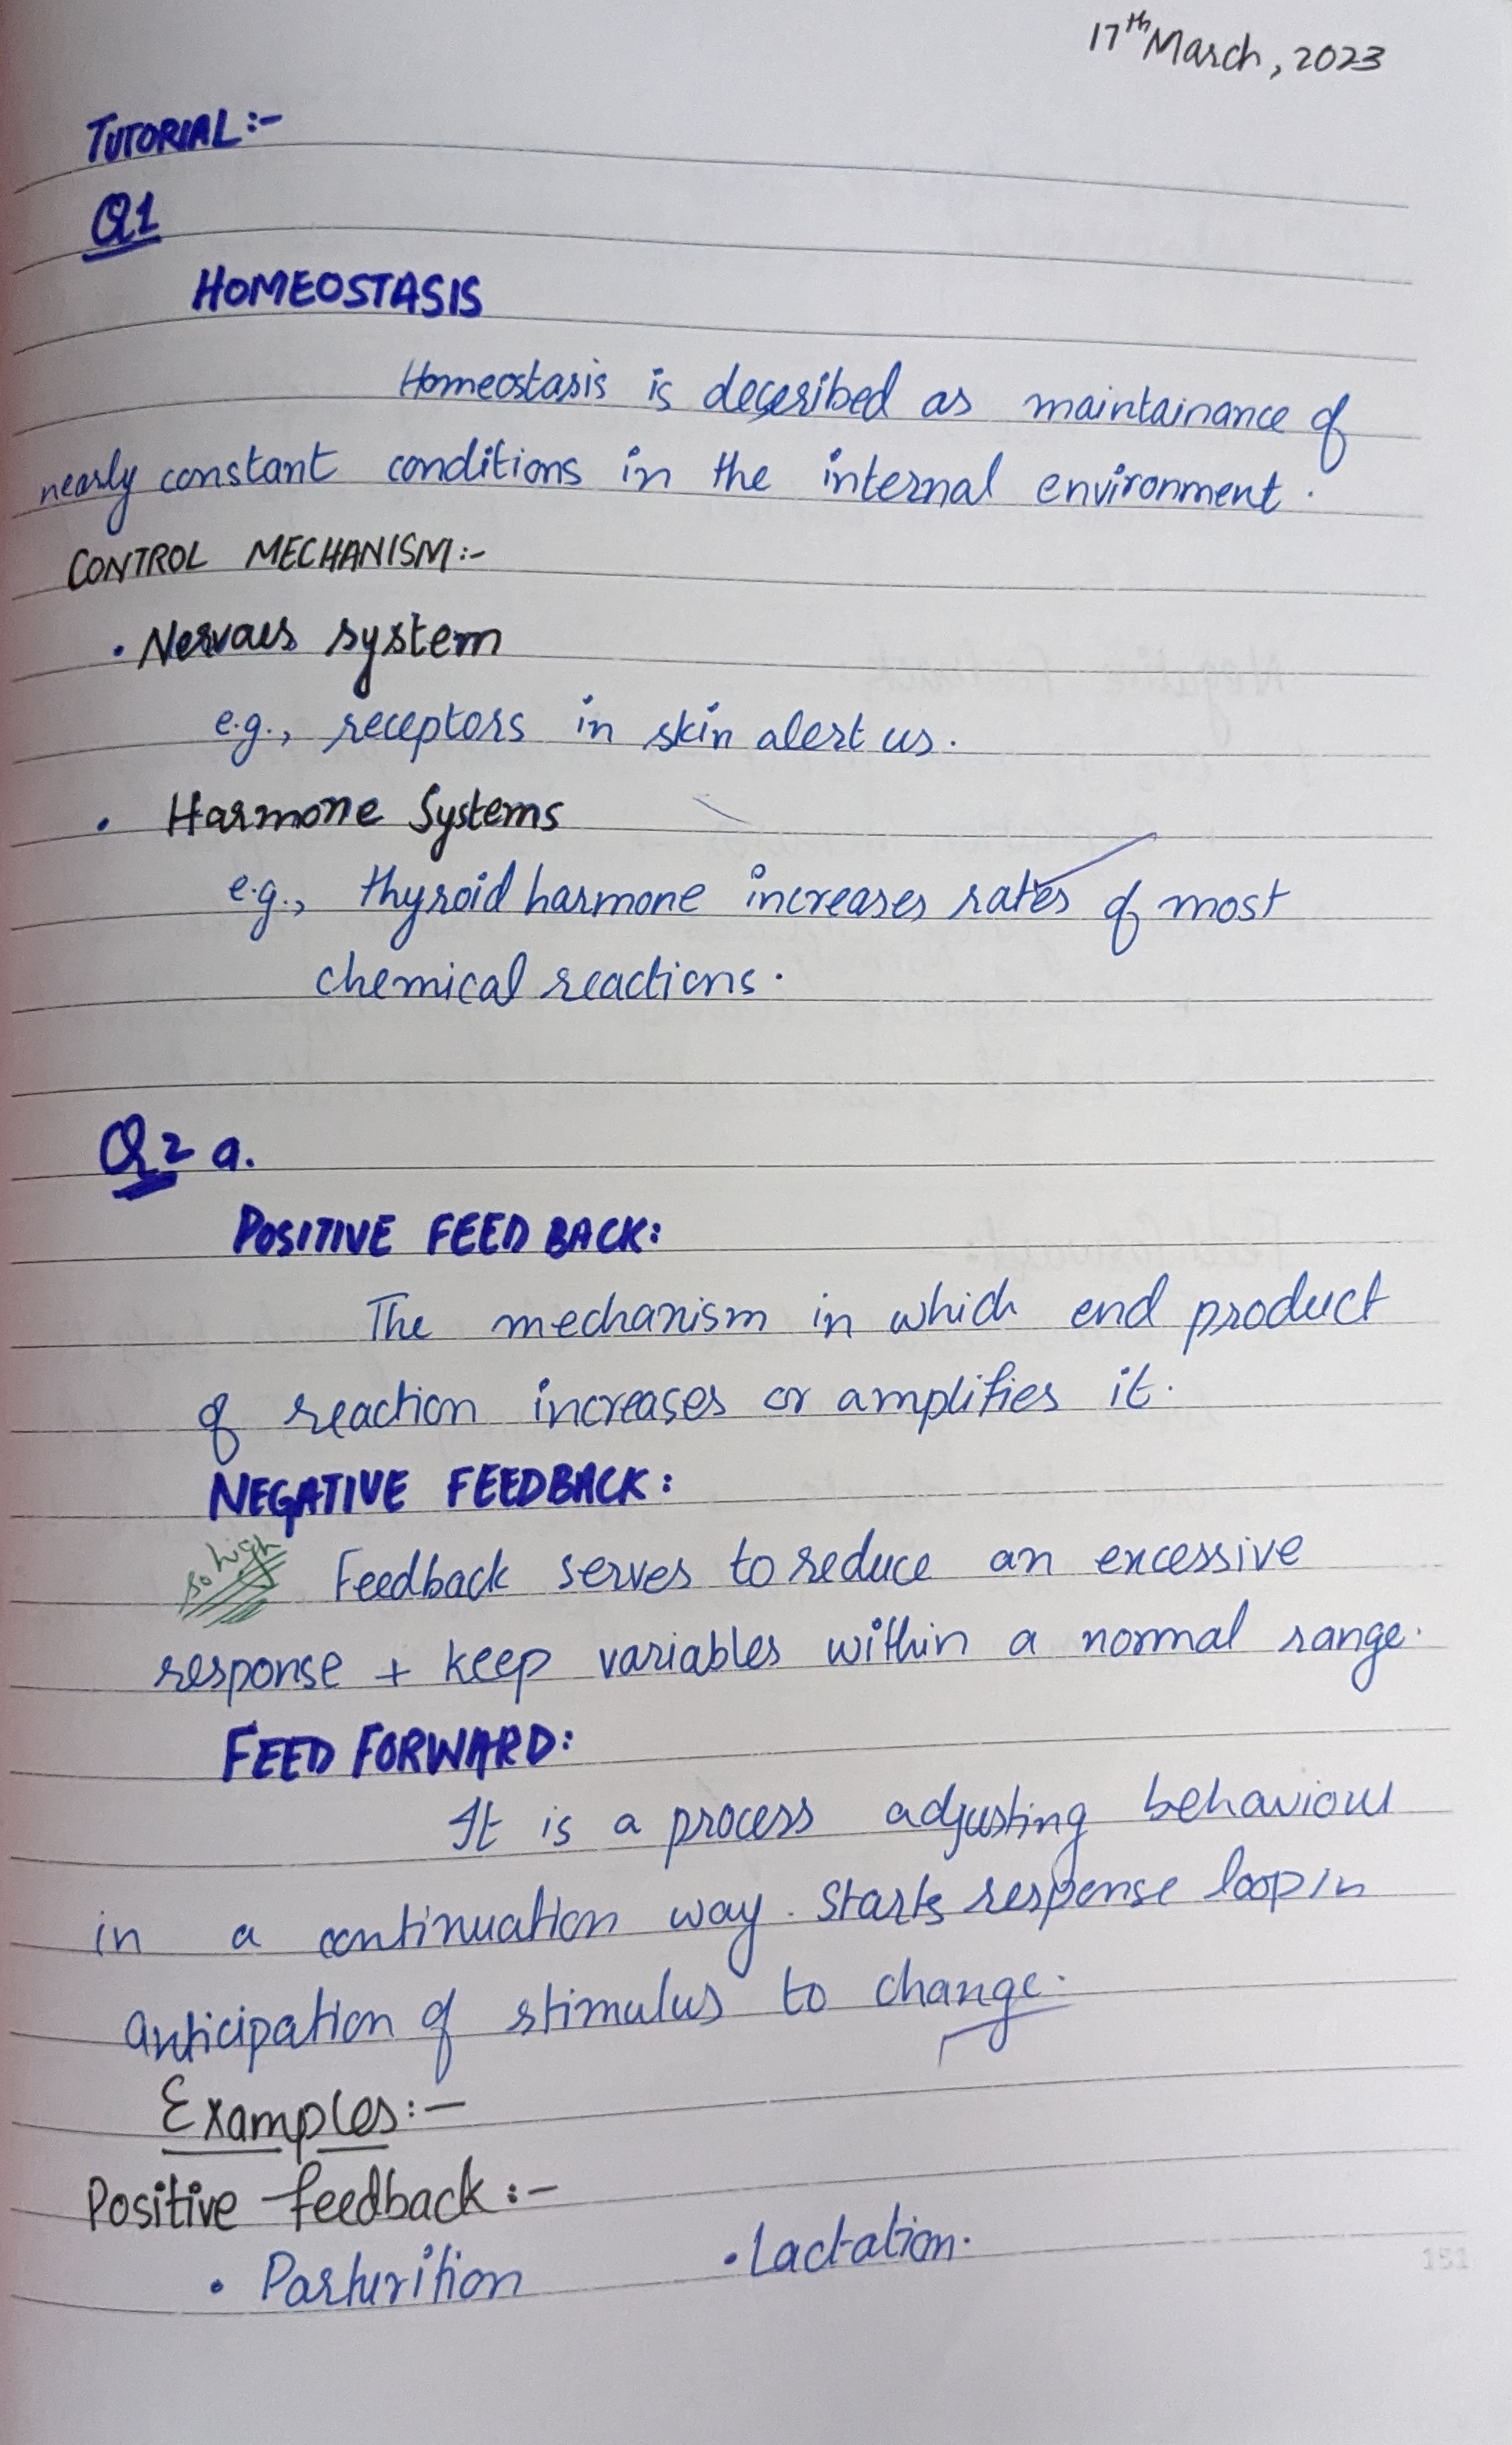 17th March, 2023
TUTORIAL:-
Q1
HOMEOSTASIS
Homeostasis is described as maintainance of
nearly constant conditions in the internal environment.
CONTROL MECHANISM:-
• Nervous system
e.g., receptors in skin alert us.
• Harmone Systems
e.g., thyroid harmone increases rates of most
chemical reactions.
Q2 a.
POSITIVE FEED BACK:
The mechanism in which end product
of reaction increases or amplifies it.
NEGATIVE FEEDBACK:
so high
Feedback serves to reduce an excessive
response + keep variables within a normal range.
FEED FORWARD:
It is a process adjusting behaviour
in a continuation way. Starts response loop in
anticipation of stimulus to change.
Examples:-
Positive feedback:-
• Parturition • Lactation.
151